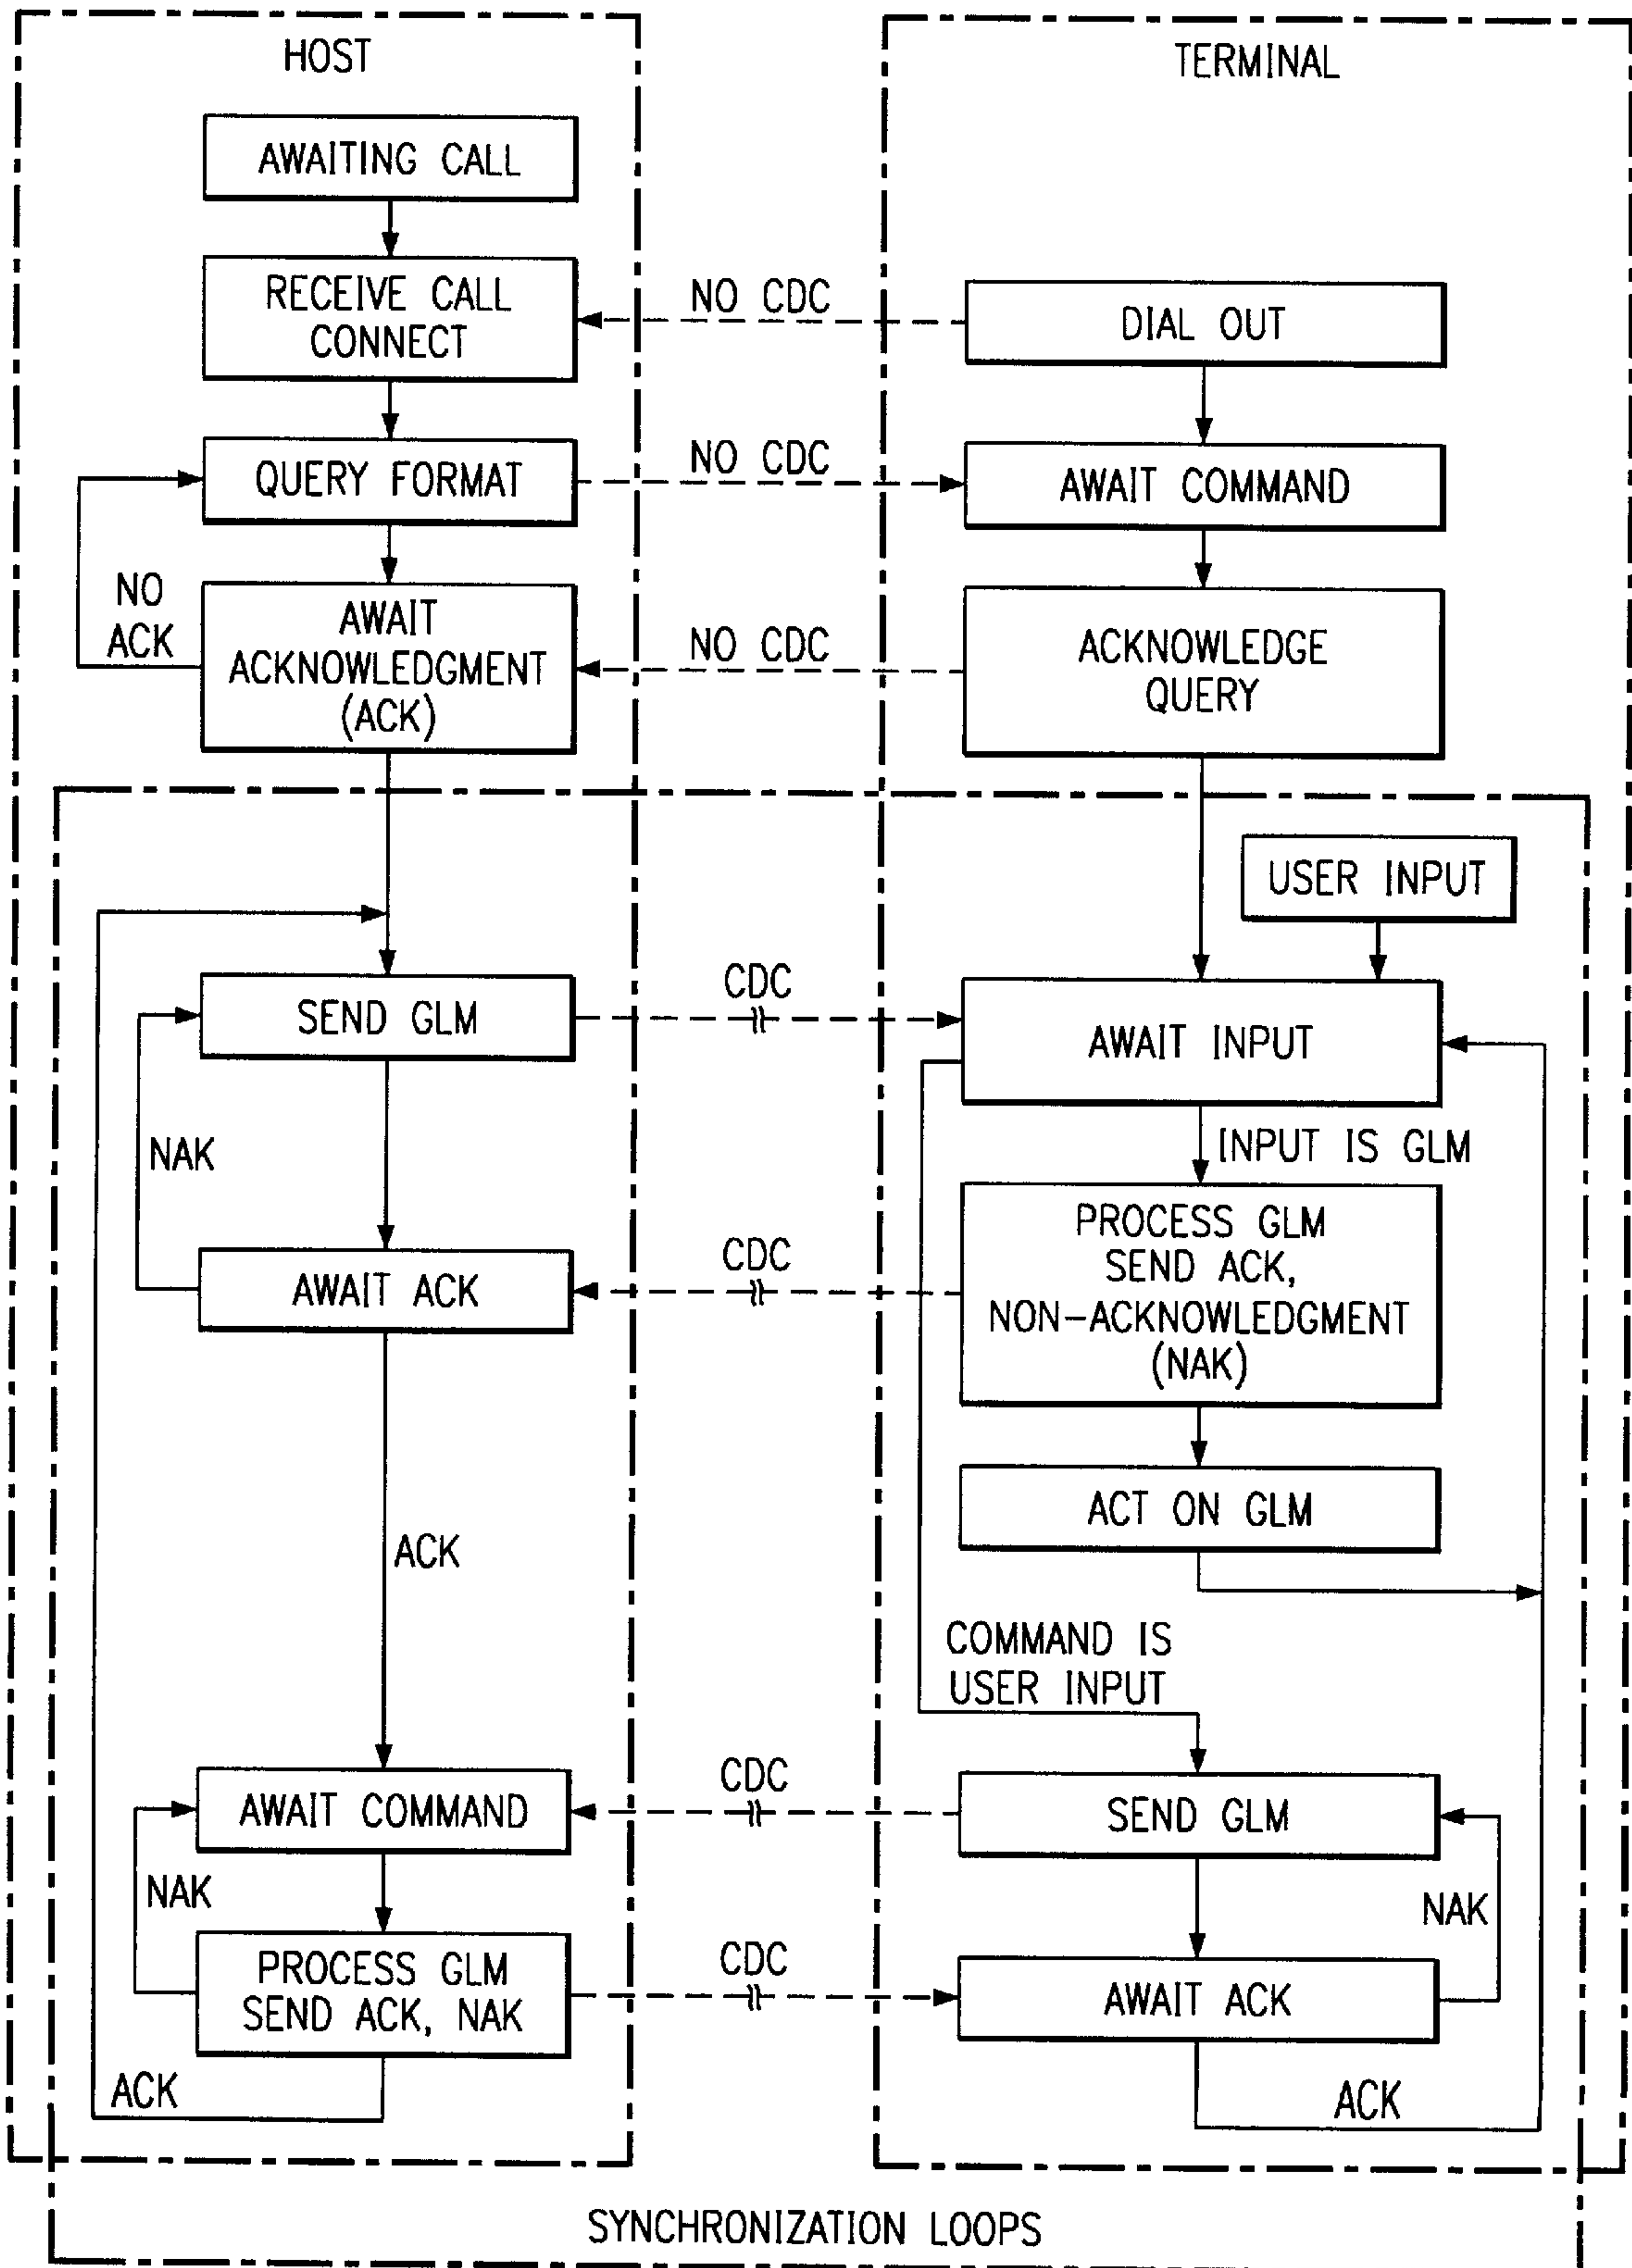 HOST
TERMINAL
AWAITING CALL
RECEIVE CALL
CONNECT
NO CDC
DIAL OUT
QUERY FORMAT
NO CDC
AWAIT COMMAND
NO
ACK
AWAIT
ACKNOWLEDGMENT
(ACK)
NO CDC
ACKNOWLEDGE
QUERY
USER INPUT
SEND GLM
CDC
AWAIT INPUT
NAK
INPUT IS GLM
AWAIT ACK
CDC
PROCESS GLM
SEND ACK,
NON-ACKNOWLEDGMENT
(NAK)
ACT ON GLM
ACK
COMMAND IS
USER INPUT
AWAIT COMMAND
CDC
SEND GLM
NAK
NAK
PROCESS GLM
SEND ACK, NAK
CDC
AWAIT ACK
ACK
ACK
SYNCHRONIZATION LOOPS